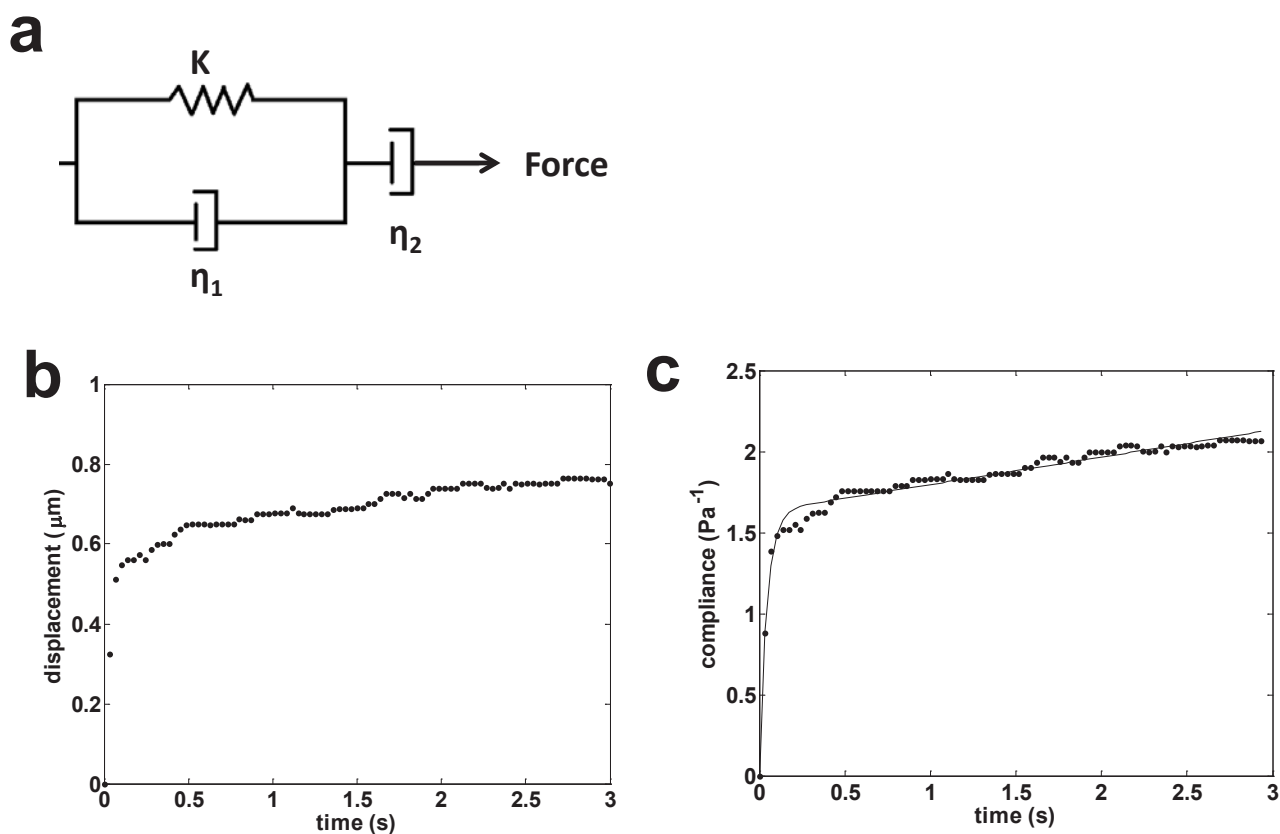 a
K
Force
η1
η2
b
1
0.8
0.6
0.4
0.2
0
displacement (μm)
0 0.5 1 1.5 2 2.5 3
time (s)
c
2.5
2
1.5
1
0.5
0
compliance (Pa⁻¹)
0 0.5 1 1.5 2 2.5 3
time (s)